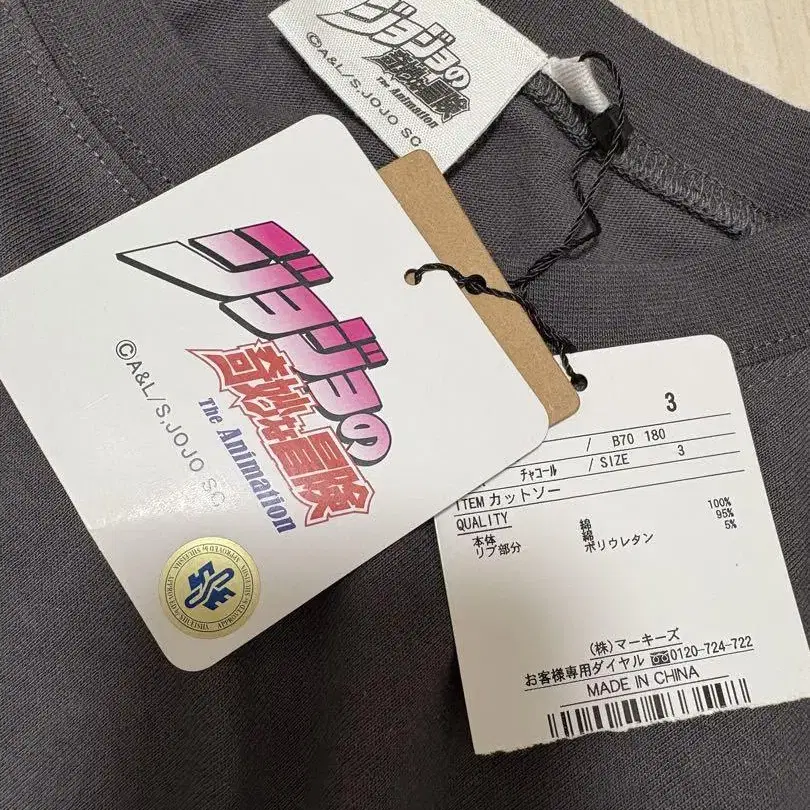 ジョジョの
奇妙な冒険
The Animation
©A&L/S,JOJO SC
ジョジョの
奇妙な冒険
The Animation
©A&L/S,JOJO SC
APPROVED by SHUEISHA
3
/ B70 180
チャコール / SIZE 3
ITEM カットソー
QUALITY
本体 綿 100%
リブ部分 綿 95%
ポリウレタン 5%
(株)マーキーズ
お客様専用ダイヤル 0120-724-722
MADE IN CHINA